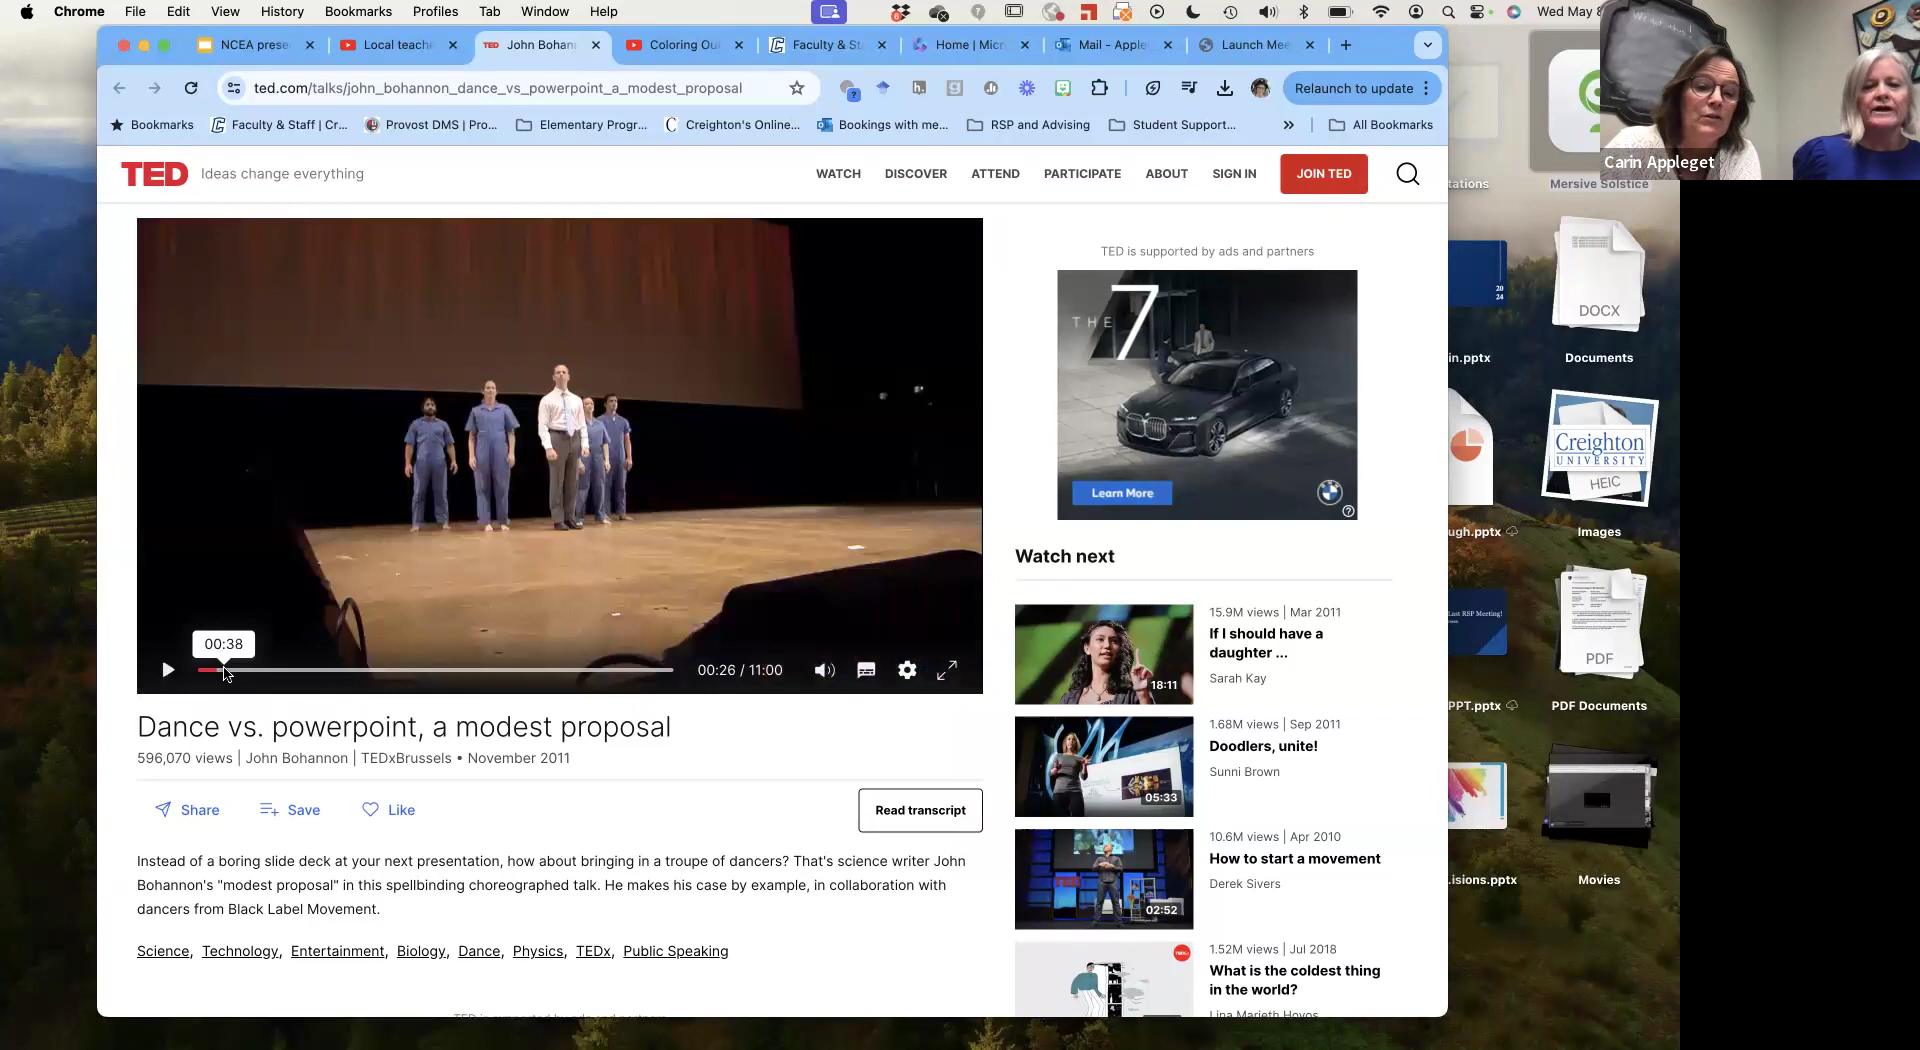 Chrome File Edit View History Bookmarks Profiles Tab Window Help
Wed May 8
NCEA prese
Local teache
TED John Bohan
Coloring Ou
Faculty & St
Home | Micr
Mail - Apple
Launch Mee
ted.com/talks/john_bohannon_dance_vs_powerpoint_a_modest_proposal
Relaunch to update
Bookmarks
Faculty & Staff | Cr...
Provost DMS | Pro...
Elementary Progr...
Creighton's Online...
Bookings with me...
RSP and Advising
Student Support...
All Bookmarks
TED Ideas change everything
WATCH DISCOVER ATTEND PARTICIPATE ABOUT SIGN IN JOIN TED
00:38
00:26 / 11:00
Dance vs. powerpoint, a modest proposal
596,070 views | John Bohannon | TEDxBrussels • November 2011
Share Save Like
Read transcript
Instead of a boring slide deck at your next presentation, how about bringing in a troupe of dancers? That's science writer John
Bohannon's "modest proposal" in this spellbinding choreographed talk. He makes his case by example, in collaboration with
dancers from Black Label Movement.
Science, Technology, Entertainment, Biology, Dance, Physics, TEDx, Public Speaking
TED is supported by ads and partners
THE 7
Learn More
Watch next
15.9M views | Mar 2011
If I should have a
daughter ...
Sarah Kay
18:11
1.68M views | Sep 2011
Doodlers, unite!
Sunni Brown
05:33
10.6M views | Apr 2010
How to start a movement
Derek Sivers
02:52
1.52M views | Jul 2018
What is the coldest thing
in the world?
Lina Marieth Hoyos
Carin Appleget
tations
Mersive Solstice
20
24
DOCX
in.pptx
Documents
Creighton
UNIVERSITY
HEIC
ugh.pptx
Images
Last RSP Meeting!
PDF
PPT.pptx
PDF Documents
.isions.pptx
Movies